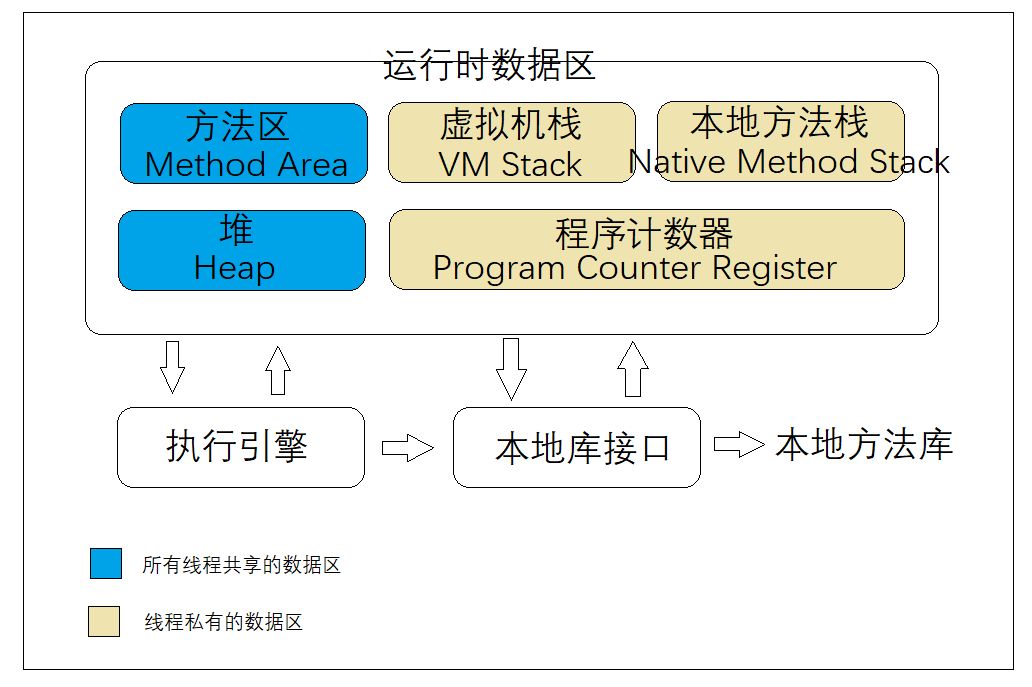 运行时数据区
方法区
Method Area
虚拟机栈
VM Stack
本地方法栈
Native Method Stack
堆
Heap
程序计数器
Program Counter Register
执行引擎
本地库接口
本地方法库
所有线程共享的数据区
线程私有的数据区